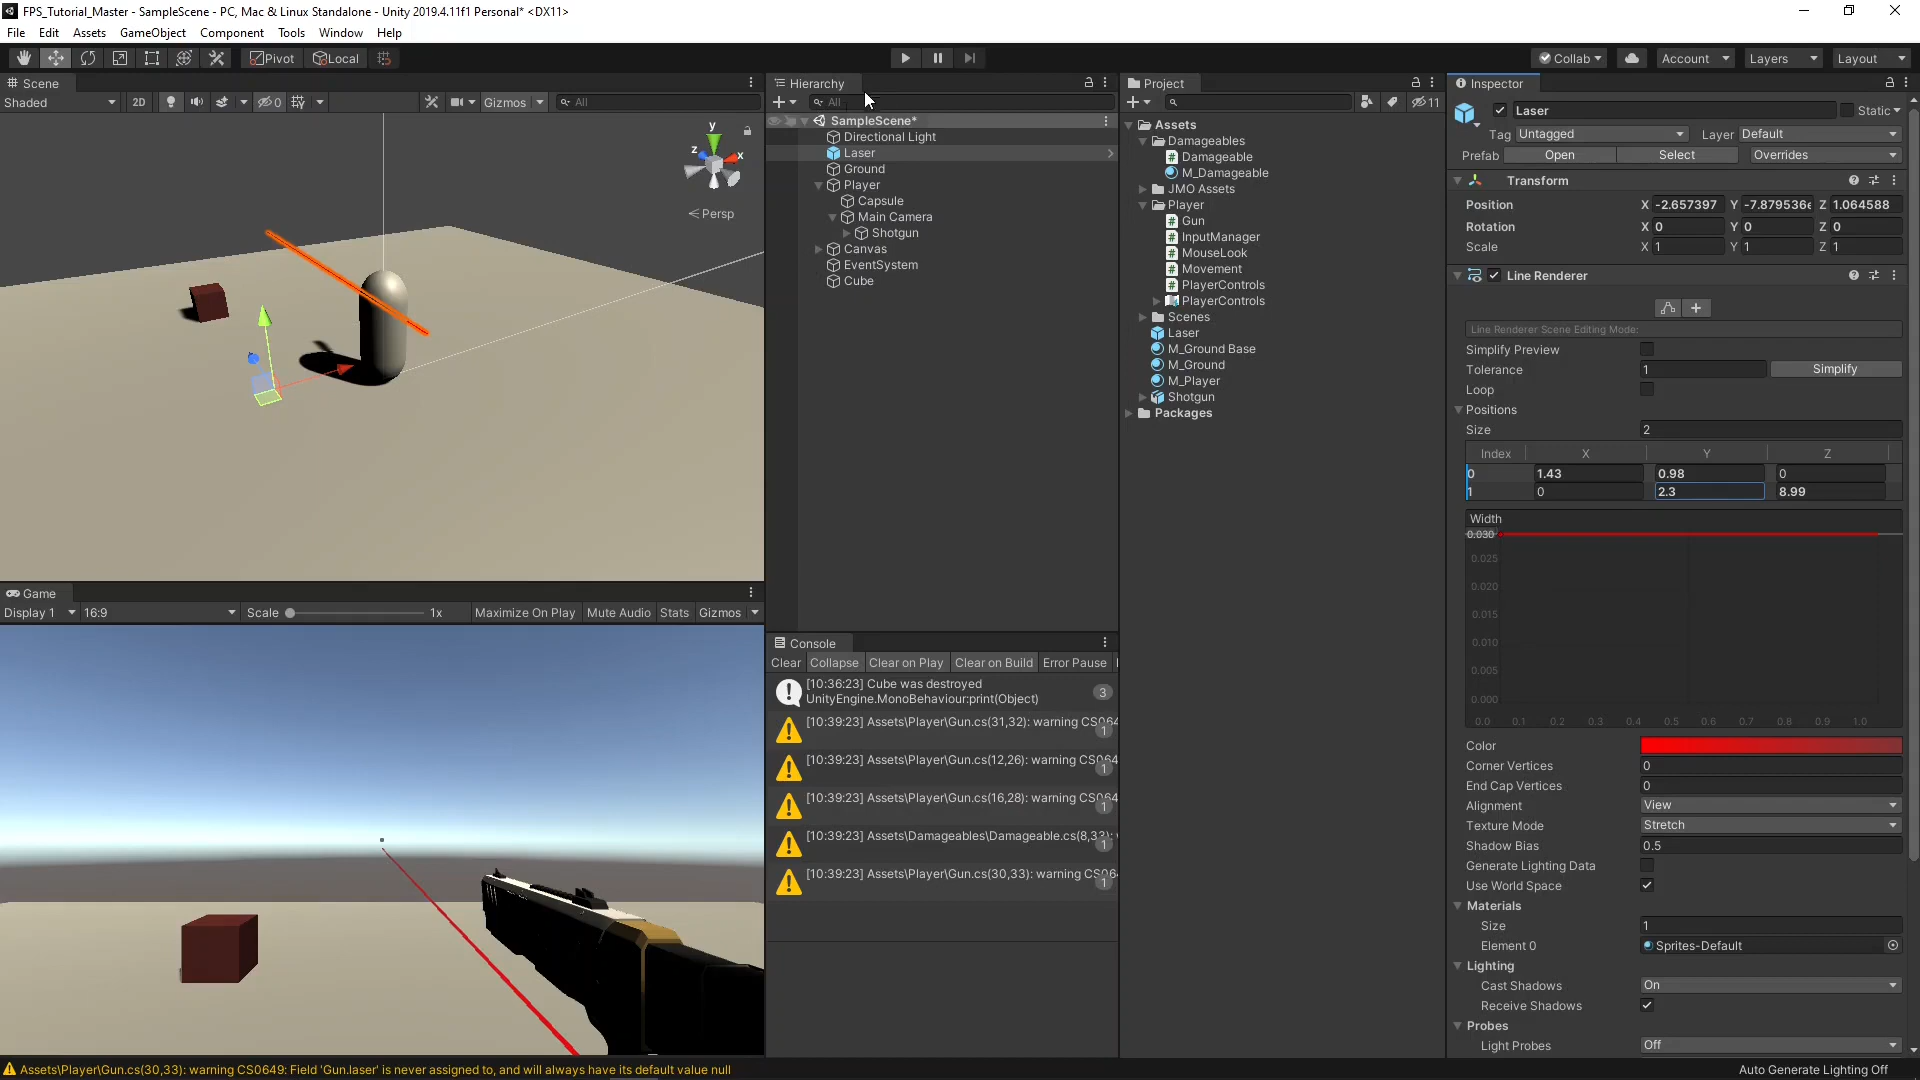 FPS_Tutorial_Master - SampleScene - PC, Mac & Linux Standalone - Unity 2019.4.11f1 Personal* <DX11>
File Edit Assets GameObject Component Tools Window Help
Pivot Local Collab Account Layers Layout
Scene
Shaded 2D 0 Gizmos All
y
z x
Persp
Game
Display 1 16:9 Scale 1x Maximize On Play Mute Audio Stats Gizmos
Hierarchy
All
SampleScene*
Directional Light
Laser
Ground
Player
Capsule
Main Camera
Shotgun
Canvas
EventSystem
Cube
Console
Clear Collapse Clear on Play Clear on Build Error Pause
[10:36:23] Cube was destroyed
UnityEngine.MonoBehaviour:print(Object)
3
[10:39:23] Assets\Player\Gun.cs(31,32): warning CS064
1
[10:39:23] Assets\Player\Gun.cs(12,26): warning CS064
1
[10:39:23] Assets\Player\Gun.cs(16,28): warning CS064
1
[10:39:23] Assets\Damageables\Damageable.cs(8,33):
1
[10:39:23] Assets\Player\Gun.cs(30,33): warning CS064
1
Project
11
Assets
Damageables
Damageable
M_Damageable
JMO Assets
Player
Gun
InputManager
MouseLook
Movement
PlayerControls
PlayerControls
Scenes
Laser
M_Ground Base
M_Ground
M_Player
Shotgun
Packages
Inspector
Laser Static
Tag Untagged Layer Default
Prefab Open Select Overrides
Transform
Position X -2.657397 Y -7.879536e Z 1.064588
Rotation X 0 Y 0 Z 0
Scale X 1 Y 1 Z 1
Line Renderer
Line Renderer Scene Editing Mode:
Simplify Preview
Tolerance 1 Simplify
Loop
Positions
Size 2
Index X Y Z
0 1.43 0.98 0
1 0 2.3 8.99
Width
0.030
0.025
0.020
0.015
0.010
0.005
0.000
0.0 0.1 0.2 0.3 0.4 0.5 0.6 0.7 0.8 0.9 1.0
Color
Corner Vertices 0
End Cap Vertices 0
Alignment View
Texture Mode Stretch
Shadow Bias 0.5
Generate Lighting Data
Use World Space
Materials
Size 1
Element 0 Sprites-Default
Lighting
Cast Shadows On
Receive Shadows
Probes
Light Probes Off
Assets\Player\Gun.cs(30,33): warning CS0649: Field 'Gun.laser' is never assigned to, and will always have its default value null
Auto Generate Lighting Off